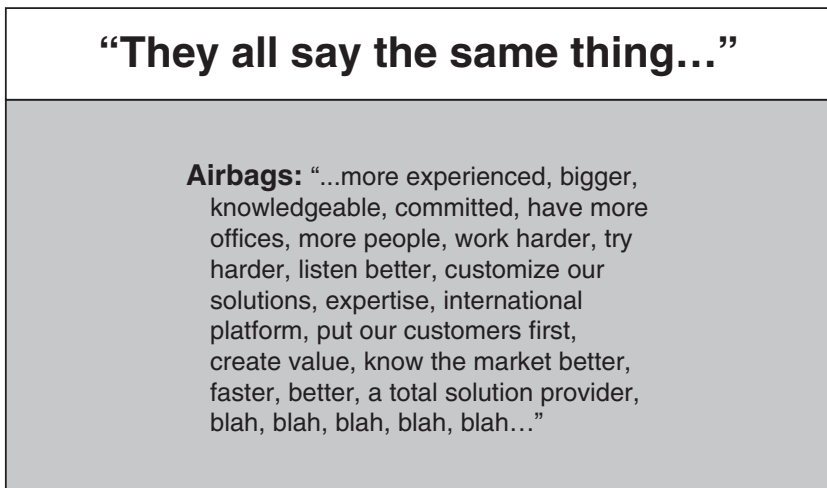 “They all say the same thing…”
Airbags: “...more experienced, bigger,
knowledgeable, committed, have more
offices, more people, work harder, try
harder, listen better, customize our
solutions, expertise, international
platform, put our customers first,
create value, know the market better,
faster, better, a total solution provider,
blah, blah, blah, blah, blah…”